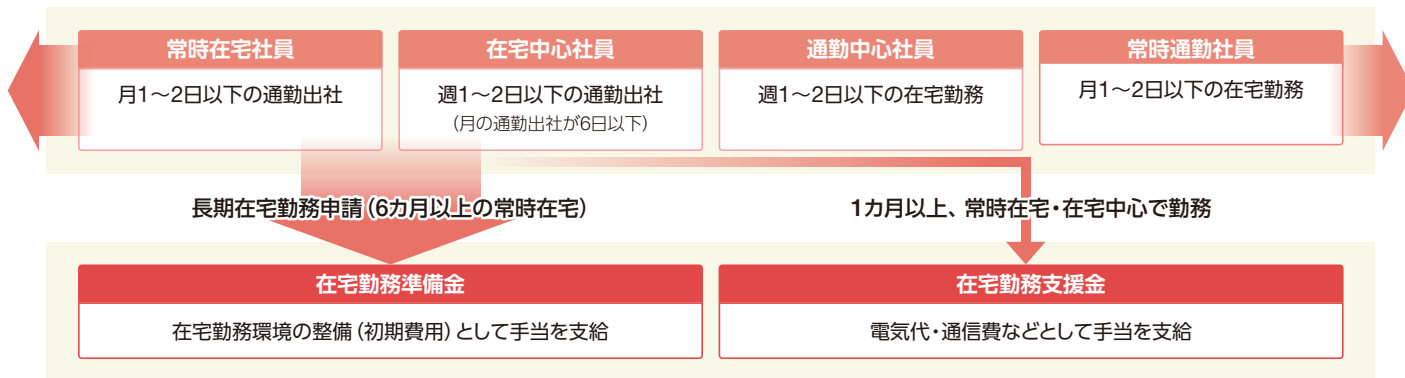 常時在宅社員
月1～2日以下の通勤出社
在宅中心社員
週1～2日以下の通勤出社
（月の通勤出社が6日以下）
通勤中心社員
週1～2日以下の在宅勤務
常時通勤社員
月1～2日以下の在宅勤務
長期在宅勤務申請（6カ月以上の常時在宅）
1カ月以上、常時在宅・在宅中心で勤務
在宅勤務準備金
在宅勤務環境の整備（初期費用）として手当を支給
在宅勤務支援金
電気代・通信費などとして手当を支給